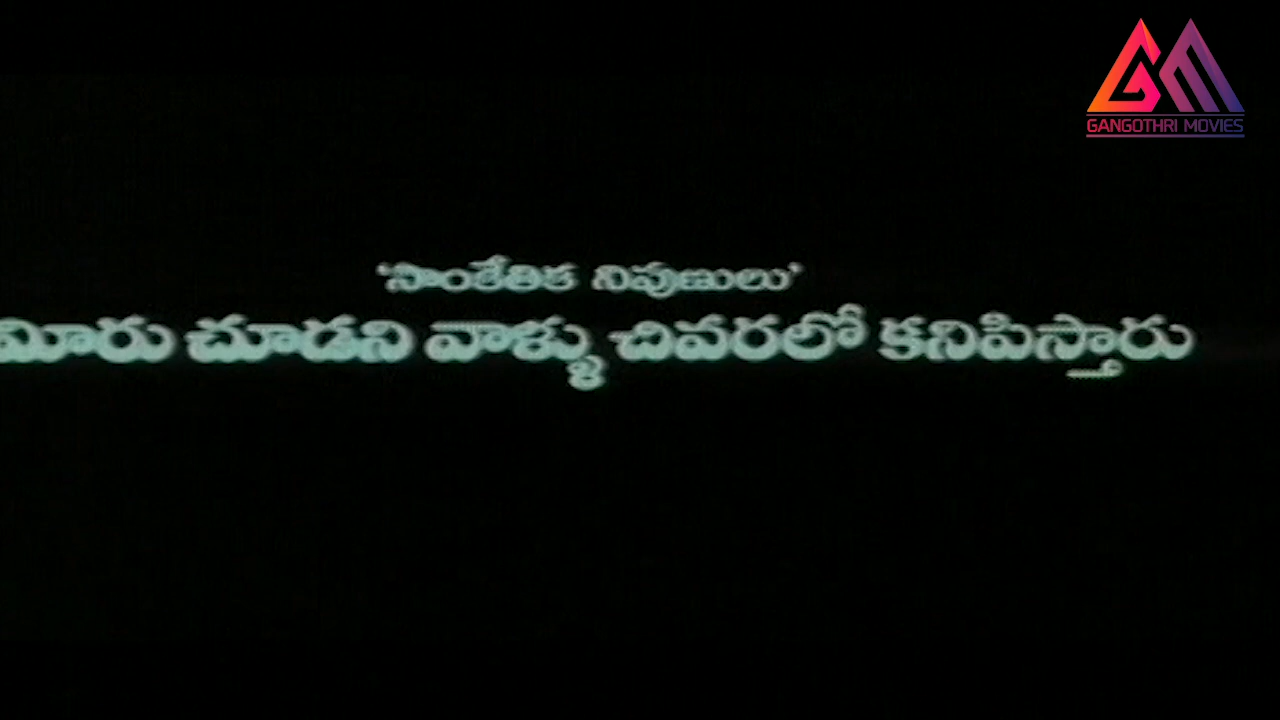 GANGOTHRI MOVIES
'సాంకేతిక నిపుణులు'
మీరు చూడని వాళ్ళు చివరలో కనిపిస్తారు